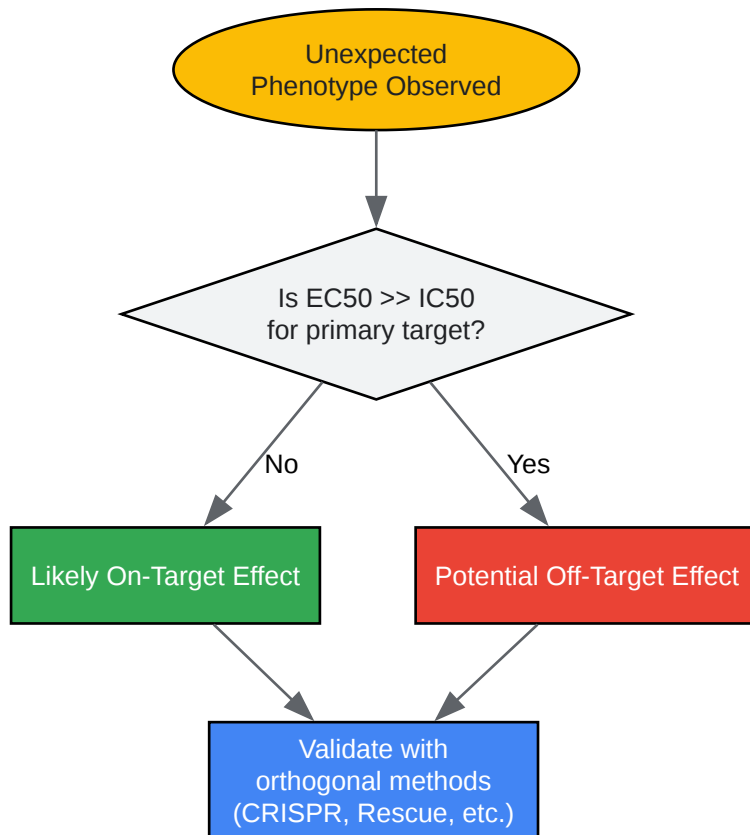 Unexpected
Phenotype Observed
Is EC50 >> IC50
for primary target?
No
Yes
Likely On-Target Effect
Potential Off-Target Effect
Validate with
orthogonal methods
(CRISPR, Rescue, etc.)